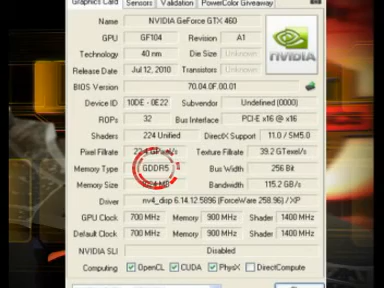 Graphics Card Sensors Validation PowerColor Giveaway
Name NVIDIA GeForce GTX 460
GPU GF104 Revision A1
Technology 40 nm Die Size Unknown
NVIDIA
Release Date Jul 12, 2010 Transistors Unknown
BIOS Version 70.04.0F.00.01
Device ID 10DE - 0E22 Subvendor Undefined (0000)
ROPs 32 Bus Interface PCI-E x16 @ x16
Shaders 224 Unified DirectX Support 11.0 / SM5.0
Pixel Fillrate GPixel/s Texture Fillrate 39.2 GTexel/s
Memory Type GDDR5 Bus Width 256 Bit
Memory Size MB Bandwidth 115.2 GB/s
Driver nv4_disp 6.14.12.5896 (ForceWare 258.96) / XP
GPU Clock 700 MHz Memory 900 MHz Shader 1400 MHz
Default Clock 700 MHz Memory 900 MHz Shader 1400 MHz
NVIDIA SLI Disabled
Computing OpenCL CUDA PhysX DirectCompute